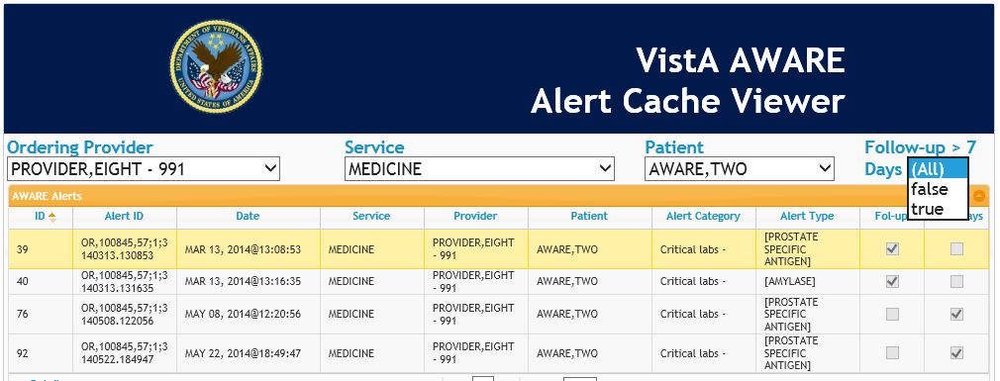 DEPARTMENT OF VETERANS AFFAIRS
UNITED STATES OF AMERICA
VistA AWARE
Alert Cache Viewer
Ordering Provider Service Patient Follow-up > 7
PROVIDER,EIGHT - 991 MEDICINE AWARE,TWO Days (All)
false
true
AWARE Alerts
ID Alert ID Date Service Provider Patient Alert Category Alert Type Fol-up ays
39 OR,100845,57;1;3 MAR 13, 2014@13:08:53 MEDICINE PROVIDER,EIGHT AWARE,TWO Critical labs - [PROSTATE
140313.130853 - 991 SPECIFIC
ANTIGEN]
40 OR,100845,57;1;3 MAR 13, 2014@13:16:35 MEDICINE PROVIDER,EIGHT AWARE,TWO Critical labs - [AMYLASE]
140313.131635 - 991
76 OR,100845,57;1;3 MAY 08, 2014@12:20:56 MEDICINE PROVIDER,EIGHT AWARE,TWO Critical labs - [PROSTATE
140508.122056 - 991 SPECIFIC
ANTIGEN]
92 OR,100845,57;1;3 MAY 22, 2014@18:49:47 MEDICINE PROVIDER,EIGHT AWARE,TWO Critical labs - [PROSTATE
140522.184947 - 991 SPECIFIC
ANTIGEN]